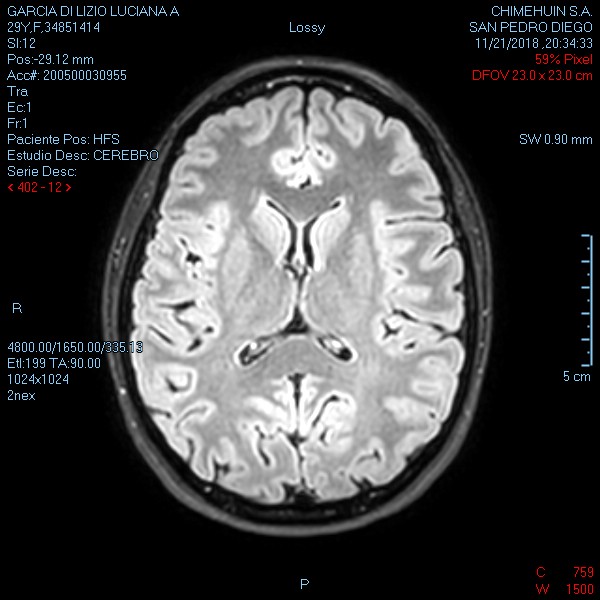 GARCIA DI LIZIO LUCIANA A
29Y,F,34851414
Sl:12
Pos:-29.12 mm
Acc#: 200500030955
Tra
Ec:1
Fr:1
Paciente Pos: HFS
Estudio Desc: CEREBRO
Serie Desc:
< 402 - 12 >
Lossy
CHIMEHUIN S.A.
SAN PEDRO DIEGO
11/21/2018 ,20:34:33
59% Pixel
DFOV 23.0 x 23.0 cm
SW 0.90 mm
R
4800.00/1650.00/335.13
Etl:199 TA:90.00
1024x1024
2nex
5 cm
P
C 759
W 1500